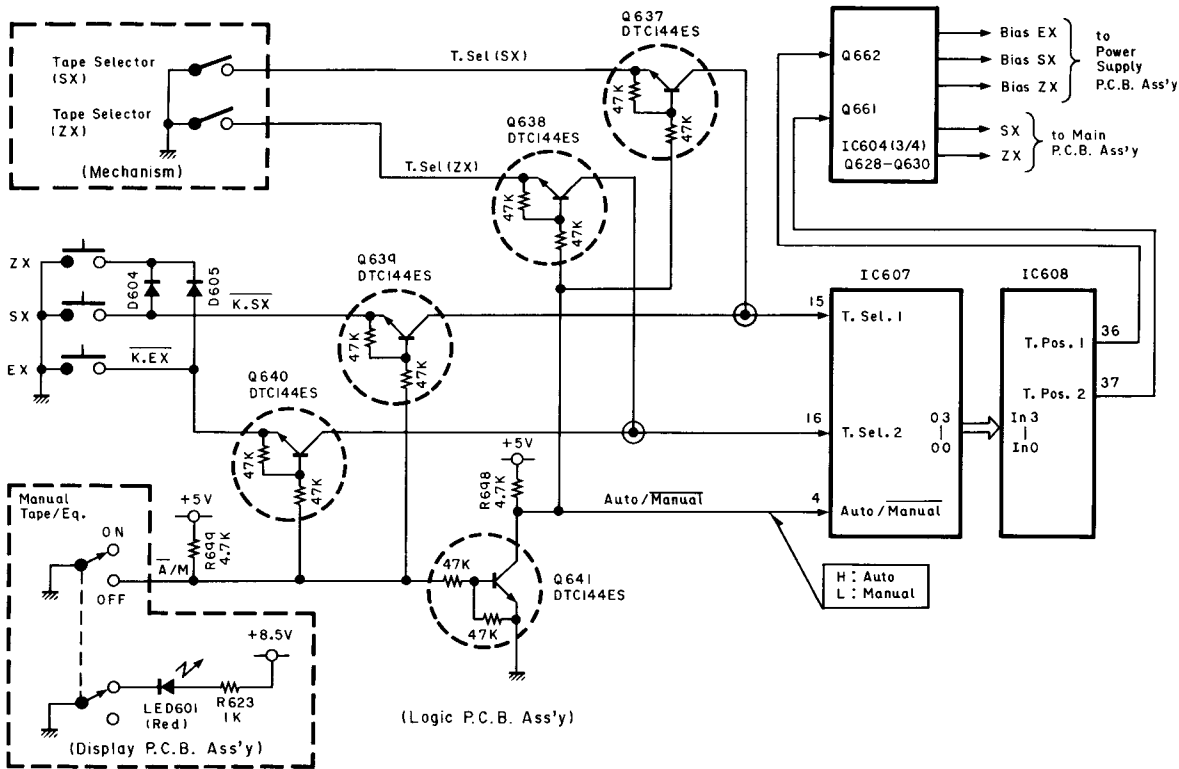 Tape Selector
(SX)
Tape Selector
(ZX)
(Mechanism)
T.Sel(SX)
T.Sel(ZX)
Q637
DTC144ES
47K
47K
Q638
DTC144ES
47K
47K
Q662
Q661
IC604(3/4)
Q628-Q630
Bias EX
Bias SX
Bias ZX
to
Power
Supply
P.C.B. Ass'y
SX
ZX
to Main
P.C.B. Ass'y
ZX
SX
EX
D604
D605
K.SX
K.EX
Q639
DTC144ES
47K
47K
Q640
DTC144ES
47K
47K
IC607
15
T. Sel. 1
16
T. Sel. 2
4
Auto/Manual
03
00
IC608
T. Pos. 1
36
T. Pos. 2
37
In3
In0
+5V
R698
4.7K
Auto/Manual
H : Auto
L : Manual
Manual
Tape/Eq.
ON
OFF
+5V
R699
4.7K
A/M
47K
47K
Q641
DTC144ES
+8.5V
LED601
(Red)
R623
1K
(Display P.C.B. Ass'y)
(Logic P.C.B. Ass'y)